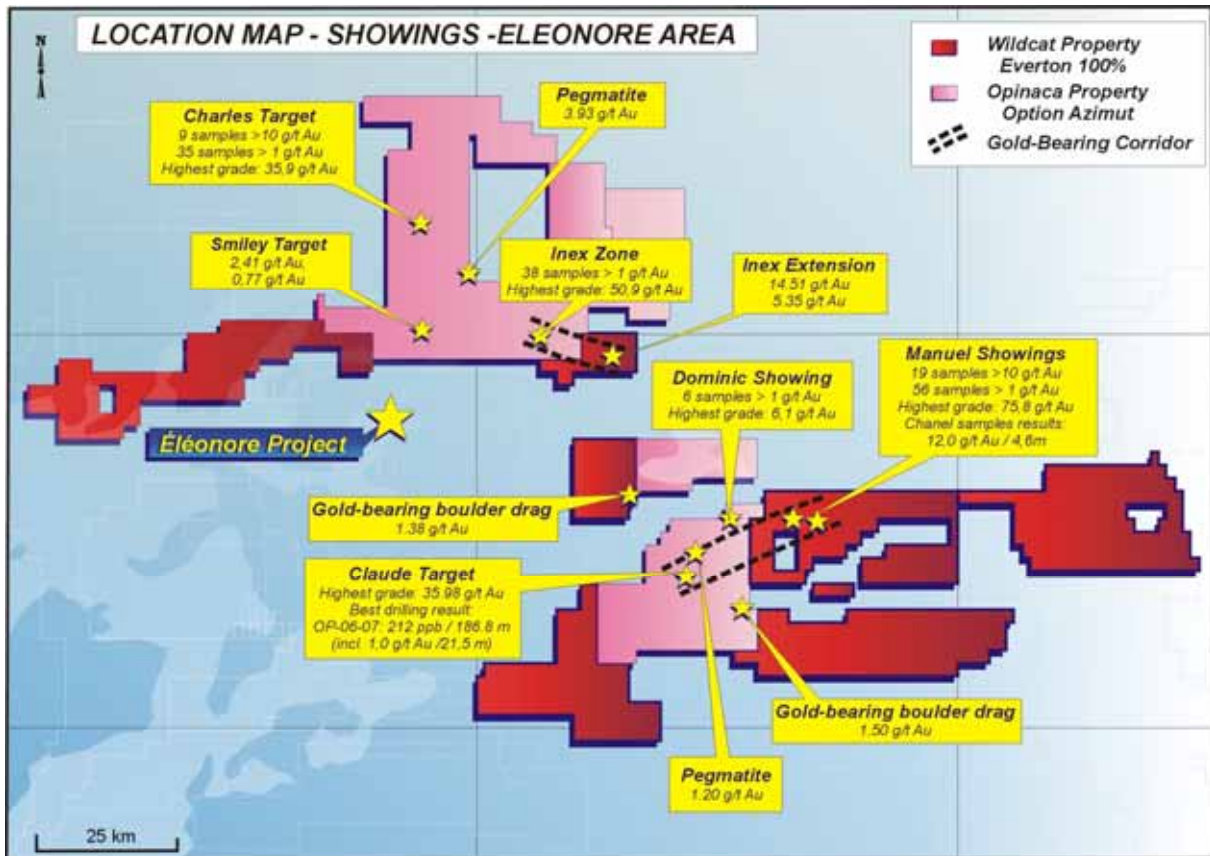 LOCATION MAP - SHOWINGS -ELEONORE AREA
N
Wildcat Property
Everton 100%
Opinaca Property
Option Azimut
Gold-Bearing Corridor
Charles Target
9 samples >10 g/t Au
35 samples > 1 g/t Au
Highest grade: 35,9 g/t Au
Pegmatite
3.93 g/t Au
Smiley Target
2,41 g/t Au,
0,77 g/t Au
Inex Zone
38 samples > 1 g/t Au
Highest grade: 50,9 g/t Au
Inex Extension
14.51 g/t Au
5.35 g/t Au
Manuel Showings
19 samples >10 g/t Au
56 samples > 1 g/t Au
Highest grade: 75,8 g/t Au
Chanel samples results:
12,0 g/t Au / 4,6m
Dominic Showing
6 samples > 1 g/t Au
Highest grade: 6,1 g/t Au
Éléonore Project
Gold-bearing boulder drag
1.38 g/t Au
Claude Target
Highest grade: 35.98 g/t Au
Best drilling result:
OP-06-07: 212 ppb / 186.8 m
(incl. 1,0 g/t Au /21,5 m)
Gold-bearing boulder drag
1.50 g/t Au
Pegmatite
1.20 g/t Au
25 km